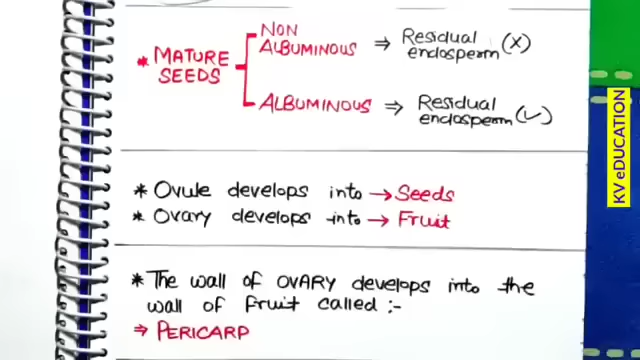 * MATURE SEEDS
NON ALBUMINOUS ⇒ Residual endosperm (×)
ALBUMINOUS ⇒ Residual endosperm (✓)
* Ovule develops into → Seeds
* Ovary develops into → Fruit
* The wall of OVARY develops into the
wall of fruit called :-
⇒ PERICARP
KV eDUCATION